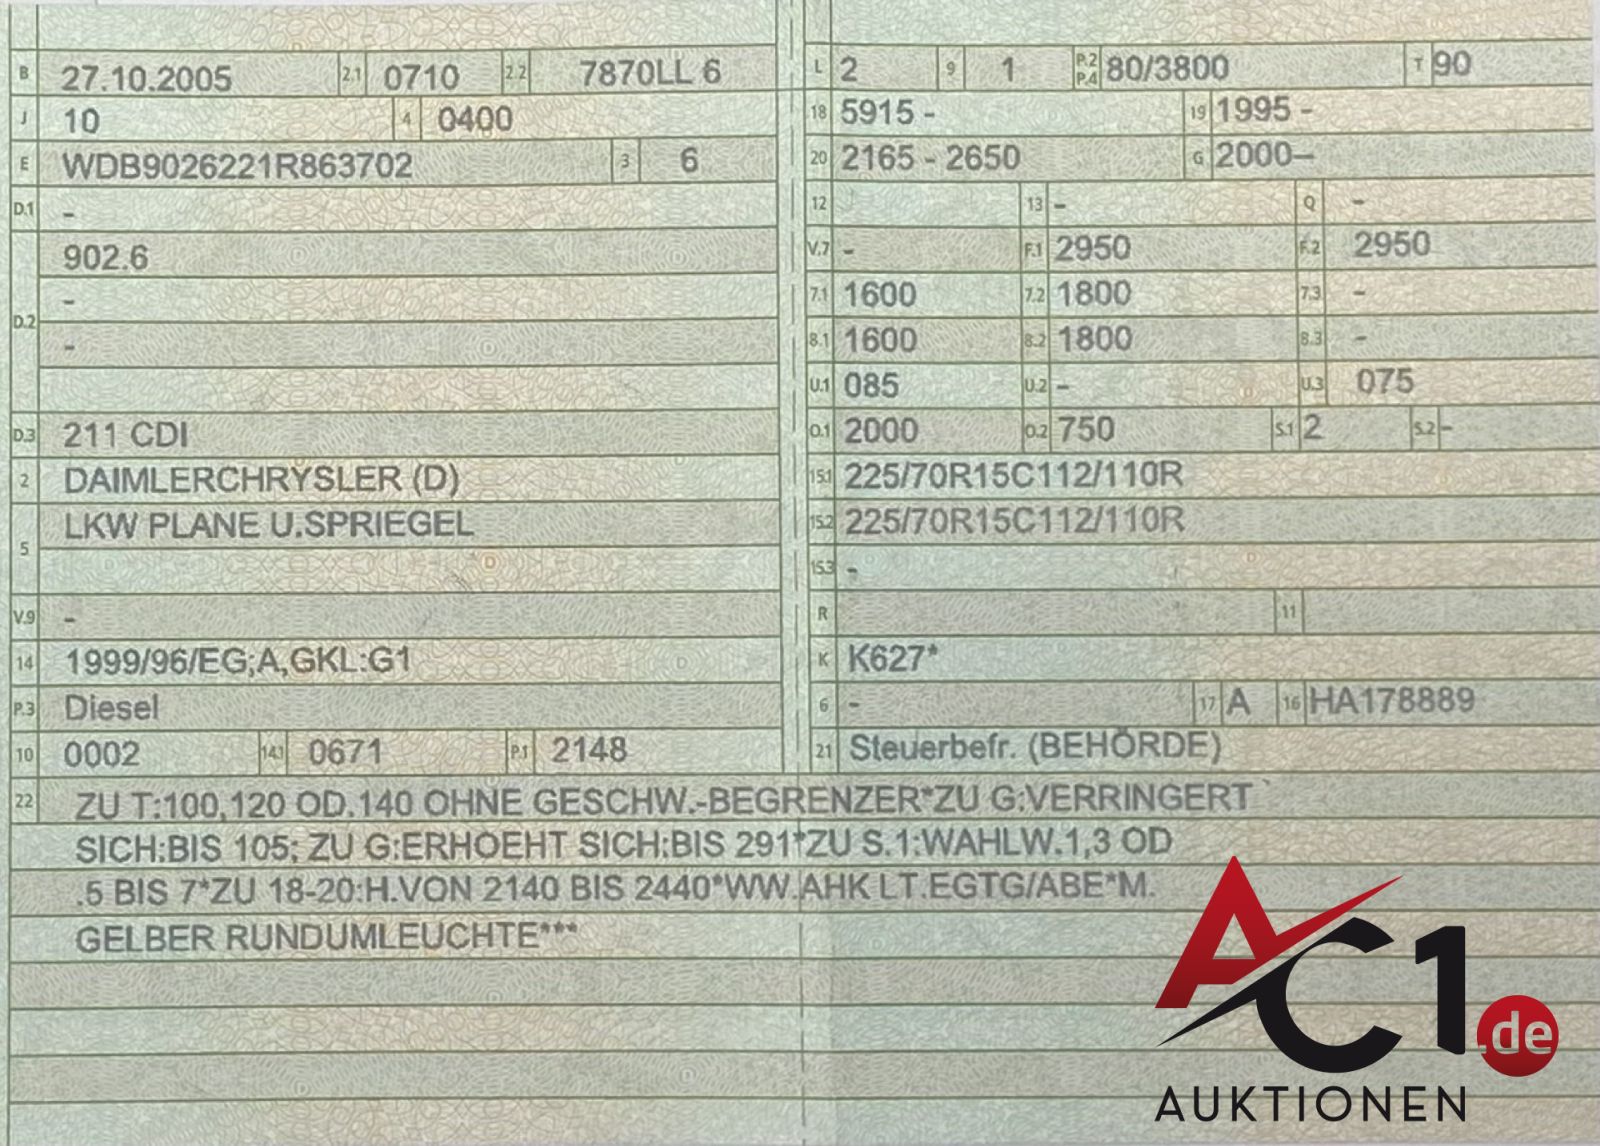 B 27.10.2005 2.1 0710 2.2 7870LL 6
J 10 4 0400
E WDB9026221R863702 3 6
D.1 -
D.2 902.6
-
-
D.3 211 CDI
2 DAIMLERCHRYSLER (D)
5 LKW PLANE U.SPRIEGEL
V.9 -
14 1999/96/EG;A,GKL:G1
P.3 Diesel
10 0002 14.1 0671 P.1 2148
L 2 9 1 P.2 P.4 80/3800 T 90
18 5915 - 19 1995 -
20 2165 - 2650 G 2000–
12 13 - Q -
V.7 - F.1 2950 F.2 2950
7.1 1600 7.2 1800 7.3 -
8.1 1600 8.2 1800 8.3 -
U.1 085 U.2 - U.3 075
O.1 2000 O.2 750 S.1 2 S.2 -
15.1 225/70R15C112/110R
15.2 225/70R15C112/110R
15.3 -
R 11
K K627*
6 - 17 A 16 HA178889
21 Steuerbefr. (BEHÖRDE)
22 ZU T:100,120 OD.140 OHNE GESCHW.-BEGRENZER*ZU G:VERRINGERT
SICH:BIS 105; ZU G:ERHOEHT SICH:BIS 291*ZU S.1:WAHLW.1,3 OD
.5 BIS 7*ZU 18-20:H.VON 2140 BIS 2440*WW.AHK LT.EGTG/ABE*M.
GELBER RUNDUMLEUCHTE***
AC1.de
AUKTIONEN